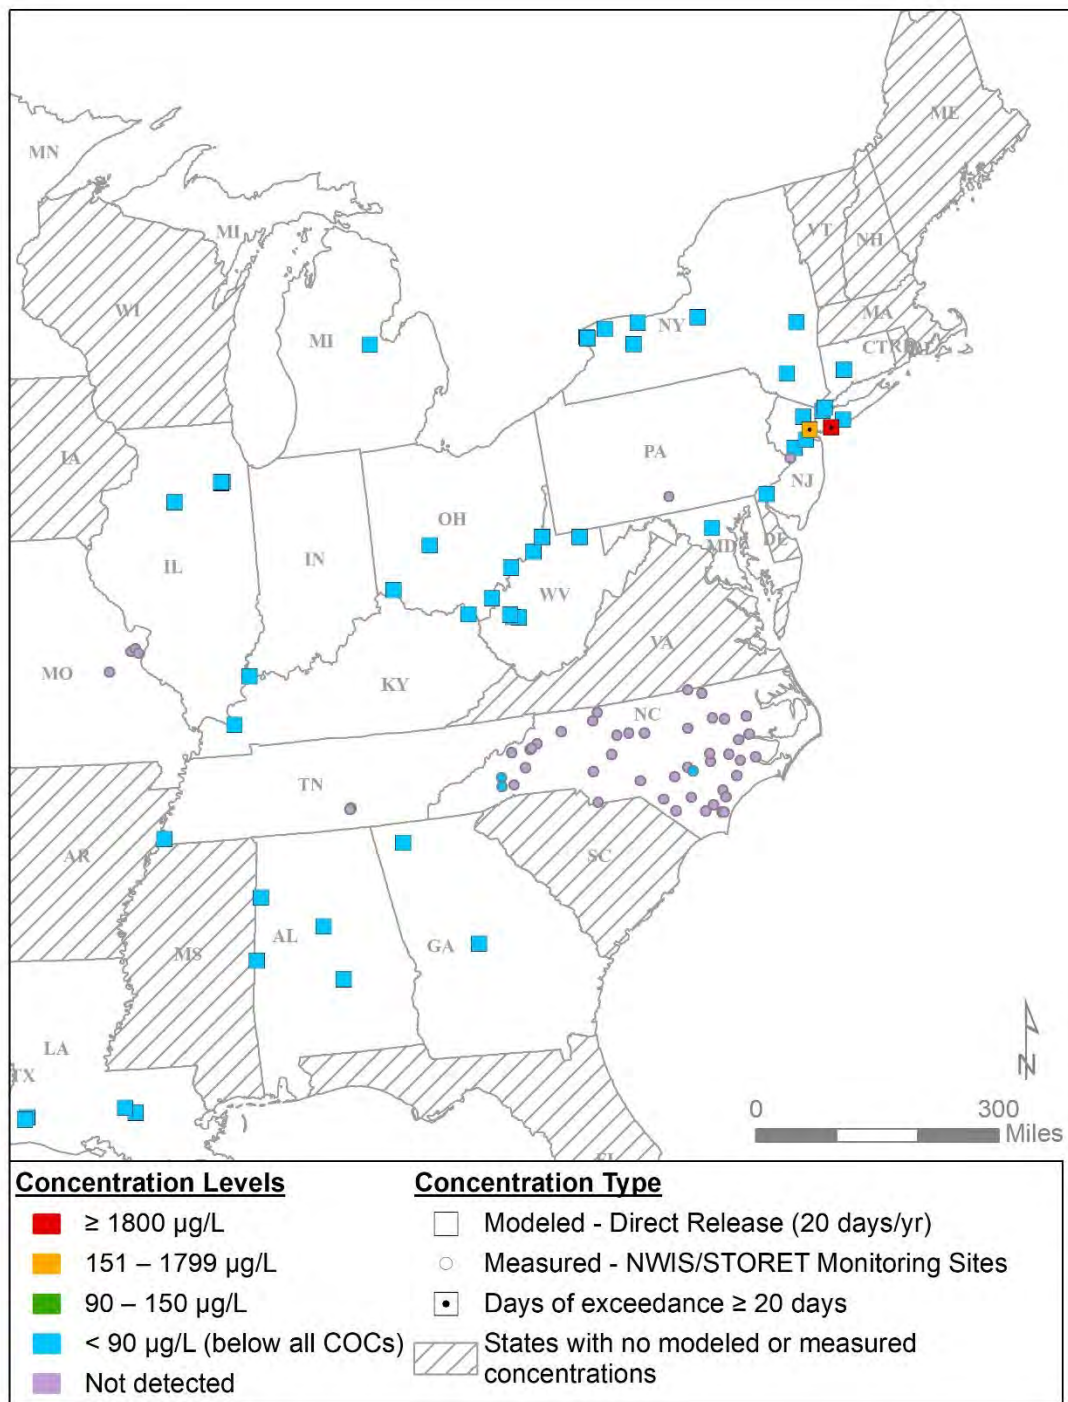 ME
MN
MI
VT
NH
WI
MA
NY
MI
CT
RI
IA
PA
NJ
OH
MD
DE
IL
IN
WV
VA
MO
KY
NC
TN
AR
SC
MS
AL
GA
LA
TX
FL
N
0 300
Miles
Concentration Levels
≥ 1800 µg/L
151 – 1799 µg/L
90 – 150 µg/L
< 90 µg/L (below all COCs)
Not detected
Concentration Type
Modeled - Direct Release (20 days/yr)
Measured - NWIS/STORET Monitoring Sites
Days of exceedance ≥ 20 days
States with no modeled or measured
concentrations